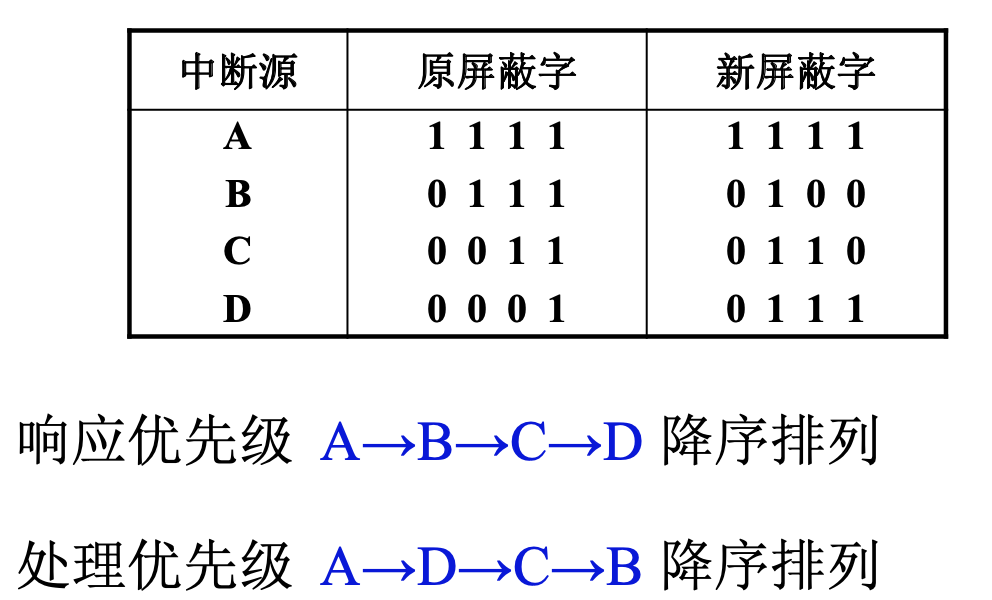 中断源 原屏蔽字 新屏蔽字
A 1 1 1 1 1 1 1 1
B 0 1 1 1 0 1 0 0
C 0 0 1 1 0 1 1 0
D 0 0 0 1 0 1 1 1
响应优先级 A→B→C→D 降序排列
处理优先级 A→D→C→B 降序排列